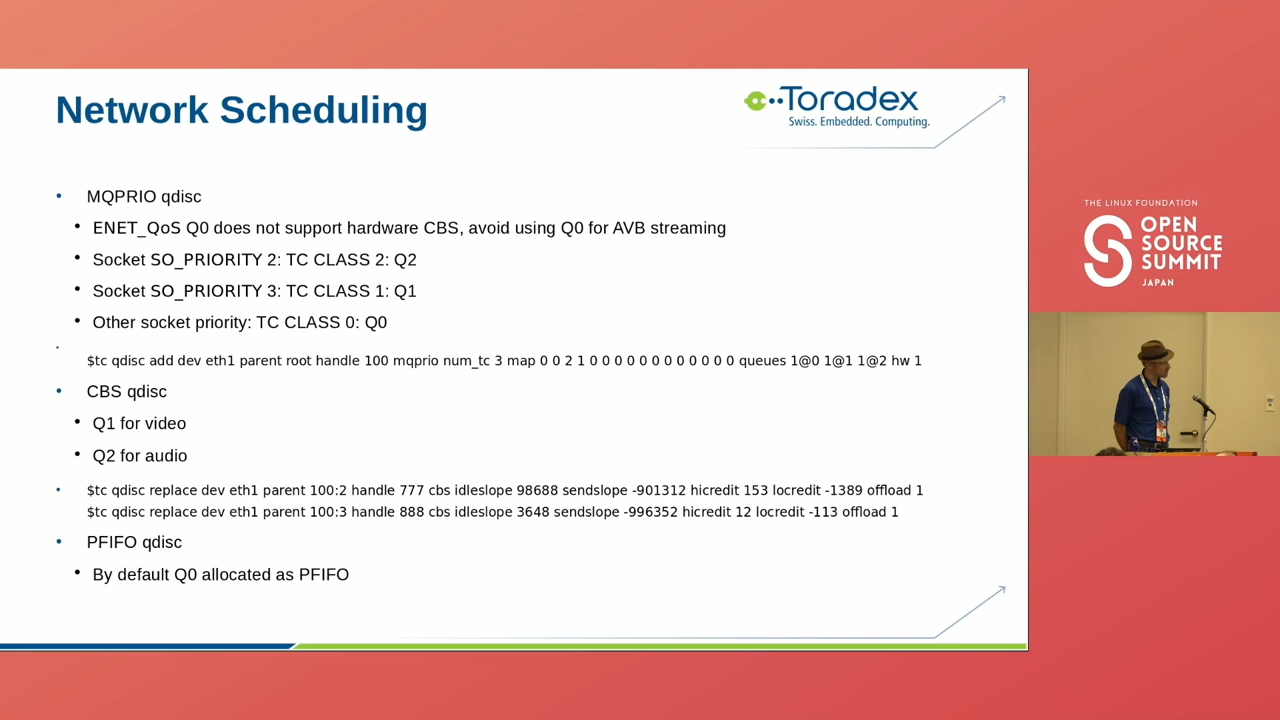 Network Scheduling
Toradex
Swiss. Embedded. Computing.
• MQPRIO qdisc
• ENET_QoS Q0 does not support hardware CBS, avoid using Q0 for AVB streaming
• Socket SO_PRIORITY 2: TC CLASS 2: Q2
• Socket SO_PRIORITY 3: TC CLASS 1: Q1
• Other socket priority: TC CLASS 0: Q0
• $tc qdisc add dev eth1 parent root handle 100 mqprio num_tc 3 map 0 0 2 1 0 0 0 0 0 0 0 0 0 0 0 0 queues 1@0 1@1 1@2 hw 1
• CBS qdisc
• Q1 for video
• Q2 for audio
• $tc qdisc replace dev eth1 parent 100:2 handle 777 cbs idleslope 98688 sendslope -901312 hicredit 153 locredit -1389 offload 1
$tc qdisc replace dev eth1 parent 100:3 handle 888 cbs idleslope 3648 sendslope -996352 hicredit 12 locredit -113 offload 1
• PFIFO qdisc
• By default Q0 allocated as PFIFO
THE LINUX FOUNDATION
OPEN
SOURCE
SUMMIT
JAPAN